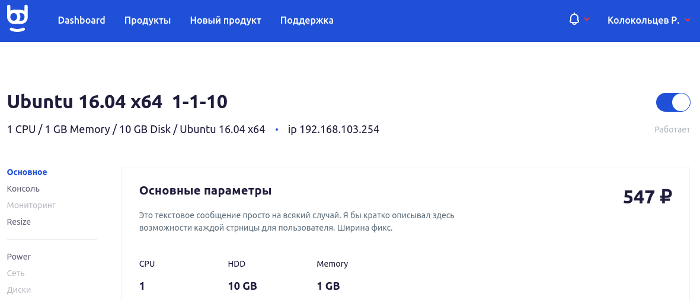 bd
Dashboard Продукты Новый продукт Поддержка Колокольцев Р.
Ubuntu 16.04 x64 1-1-10
1 CPU / 1 GB Memory / 10 GB Disk / Ubuntu 16.04 x64 • ip 192.168.103.254
Работает
Основное
Консоль
Мониторинг
Resize
Power
Сеть
Диски
Основные параметры
547 ₽
Это текстовое сообщение просто на всякий случай. Я бы кратко описывал здесь
возможности каждой стрницы для пользователя. Ширина фикс.
CPU HDD Memory
1 10 GB 1 GB